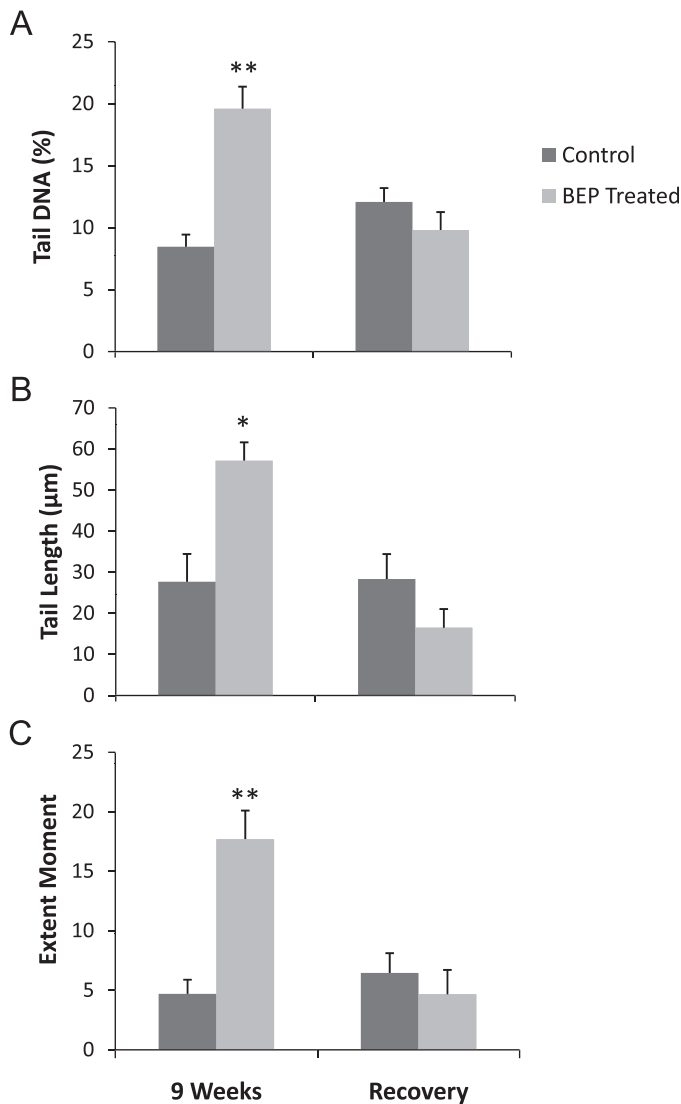 A
25
20
15
10
5
0
Tail DNA (%)
**
Control
BEP Treated
B
70
60
50
40
30
20
10
0
Tail Length (µm)
*
C
25
20
15
10
5
0
Extent Moment
**
9 Weeks
Recovery